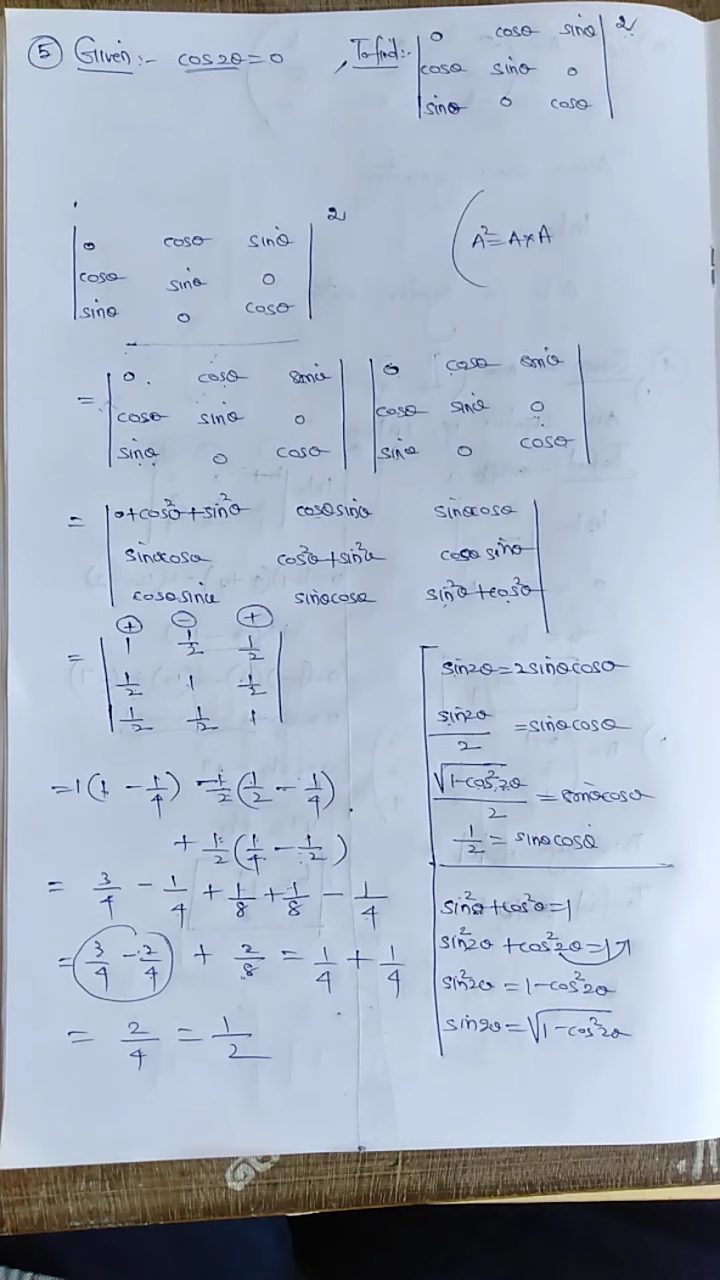 ⑤ Given :- cos2θ = 0 , To find :- | 0 cosθ sinθ | 2
| cosθ sinθ 0 |
| sinθ 0 cosθ |
| 0 cosθ sinθ | 2
| cosθ sinθ 0 |
| sinθ 0 cosθ |
( A² = A × A
= | 0 cosθ sinθ | | 0 cosθ sinθ |
| cosθ sinθ 0 | | cosθ sinθ 0 |
| sinθ 0 cosθ | | sinθ 0 cosθ |
= | 0+cos²θ+sin²θ cosθsinθ sinθcosθ |
| sinθcosθ cos²θ+sin²θ cosθsinθ |
| cosθsinθ sinθcosθ sin²θ+cos²θ |
⊕ ⊖ ⊕
= | 1 1/2 1/2 |
| 1/2 1 1/2 |
| 1/2 1/2 1 |
= 1(1 - 1/4) - 1/2(1/2 - 1/4)
+ 1/2(1/4 - 1/2)
= 3/4 - 1/4 + 1/8 + 1/8 - 1/4
= (3/4 - 2/4) + 2/8 = 1/4 + 1/4
= 2/4 = 1/2
sin2θ = 2sinθcosθ
sin2θ/2 = sinθcosθ
√1-cos²2θ/2 = sinθcosθ
1/2 = sinθcosθ
sin²θ+cos²θ=1
sin²2θ+cos²2θ=1
sin²2θ = 1-cos²2θ
sin2θ = √1-cos²2θ